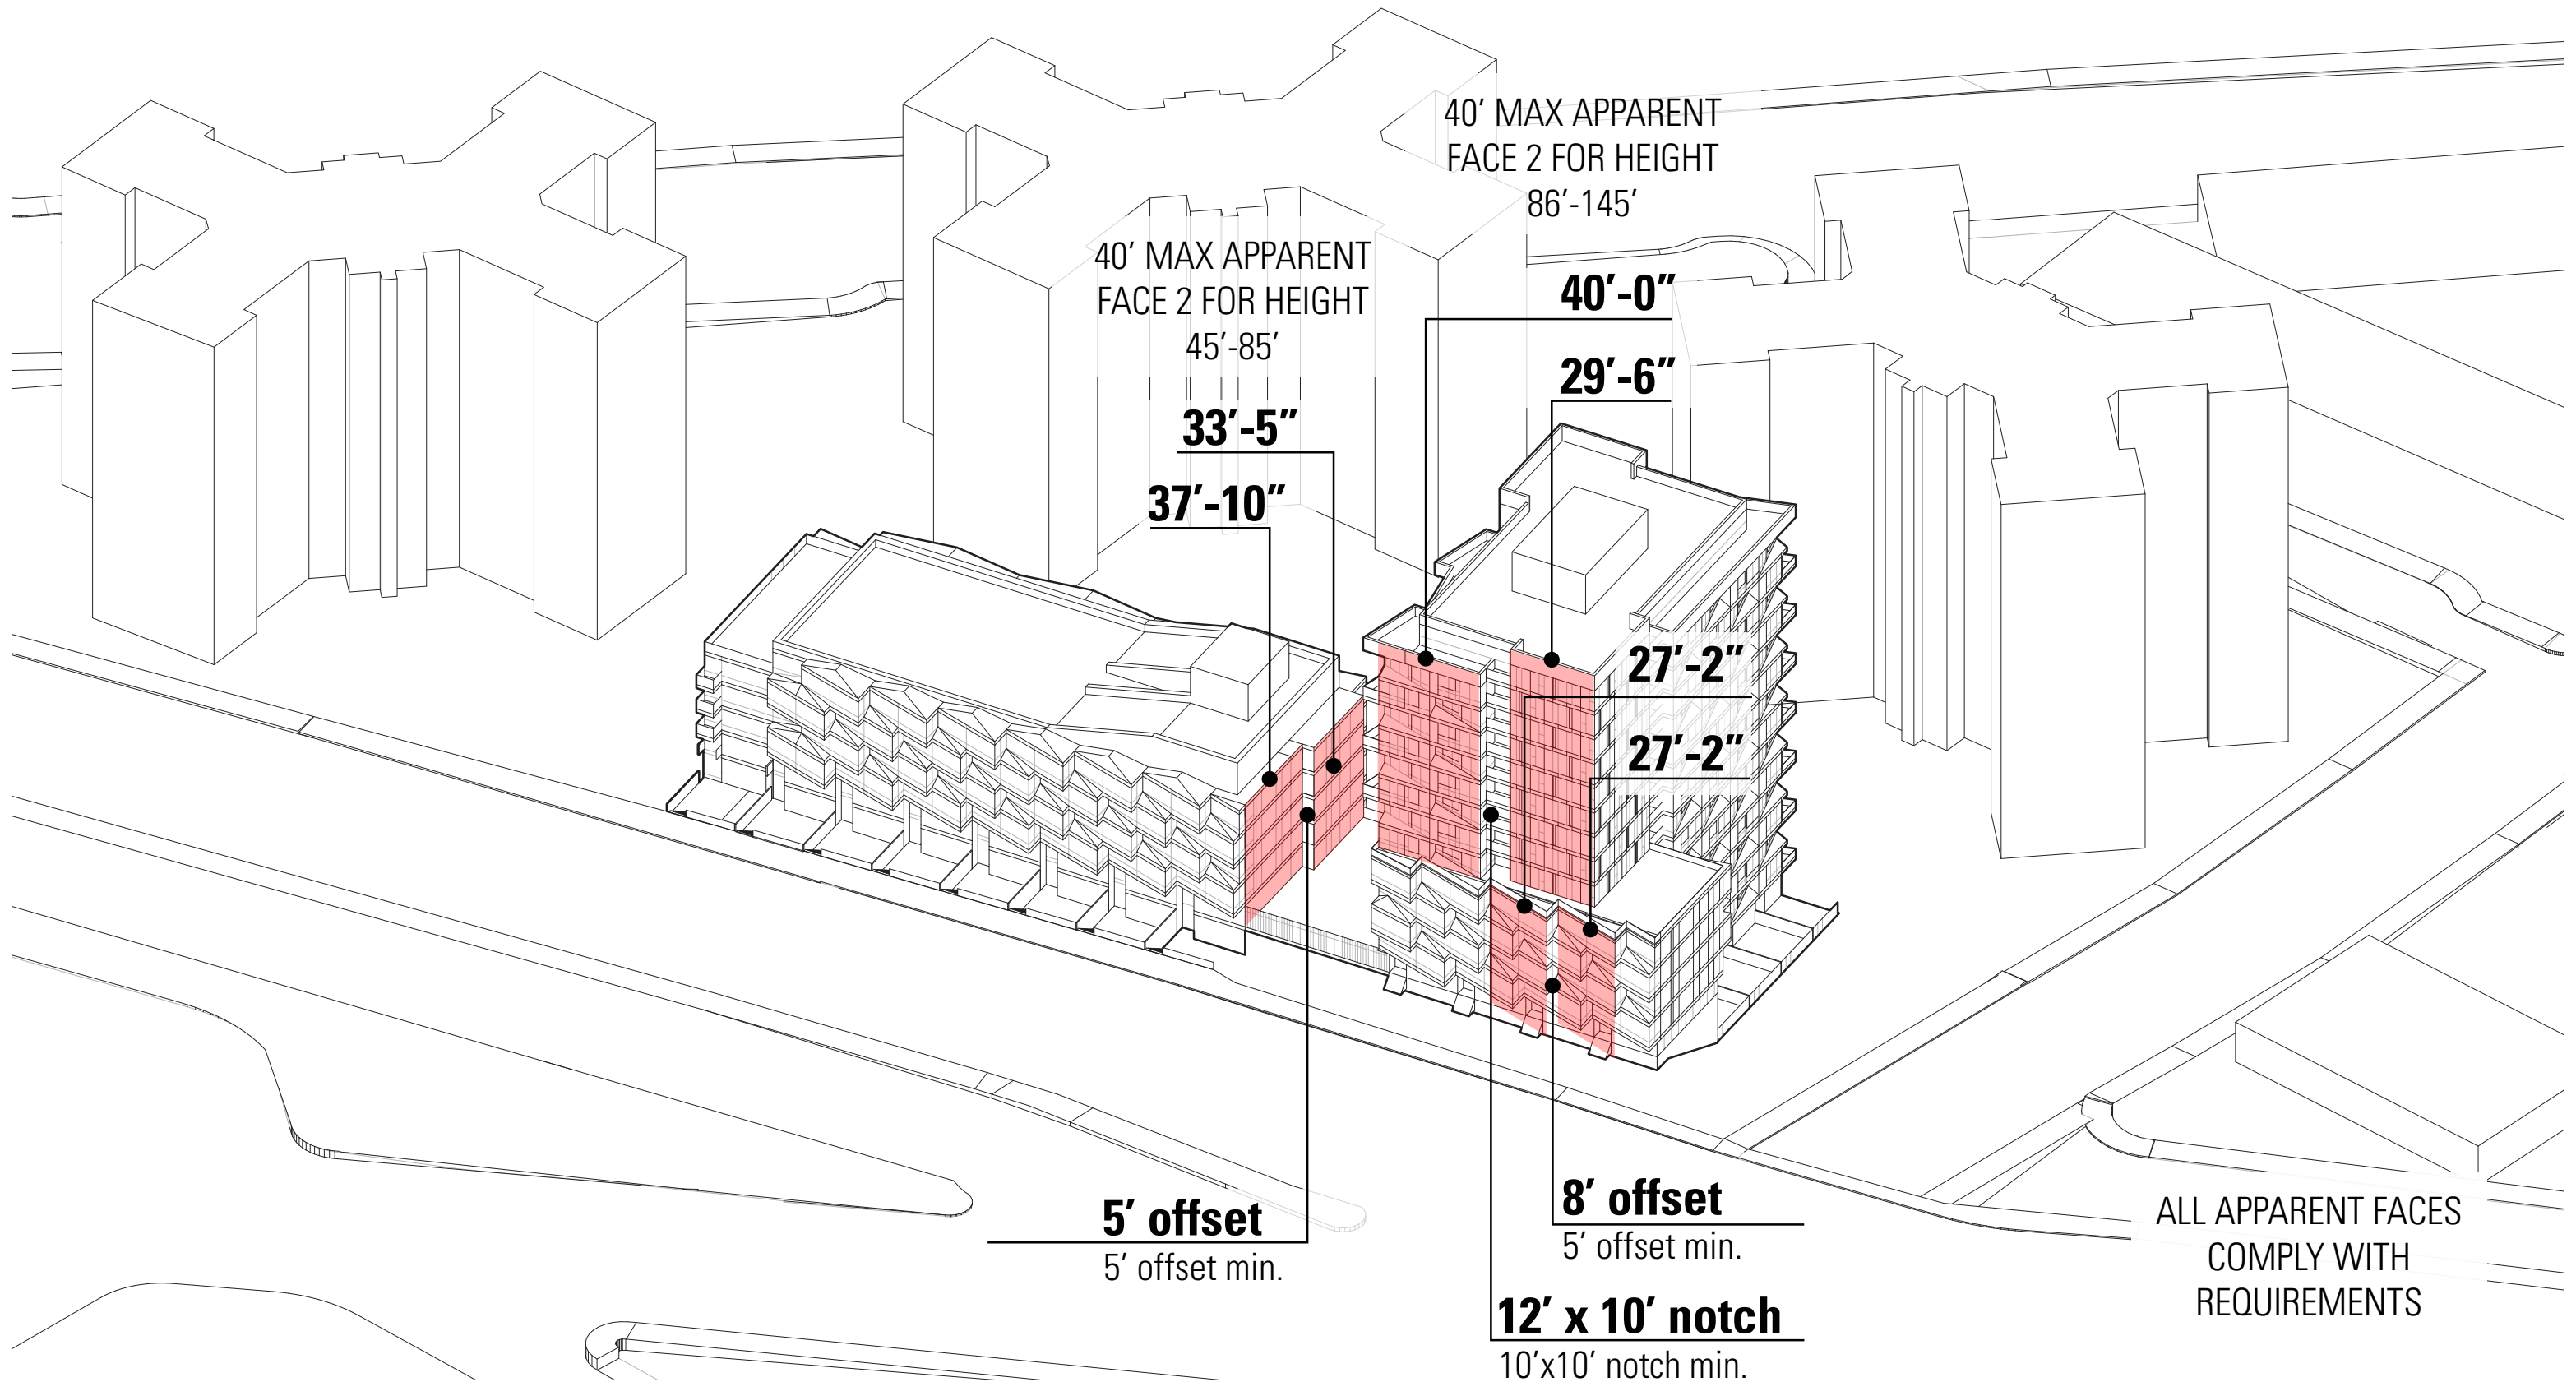 40′ MAX APPARENT
FACE 2 FOR HEIGHT
86′-145′
40′ MAX APPARENT
FACE 2 FOR HEIGHT
45′-85′
40′-0″
29′-6″
33′-5″
37′-10″
27′-2″
27′-2″
5′ offset
5′ offset min.
8′ offset
5′ offset min.
12′ x 10′ notch
10′x10′ notch min.
ALL APPARENT FACES
COMPLY WITH
REQUIREMENTS